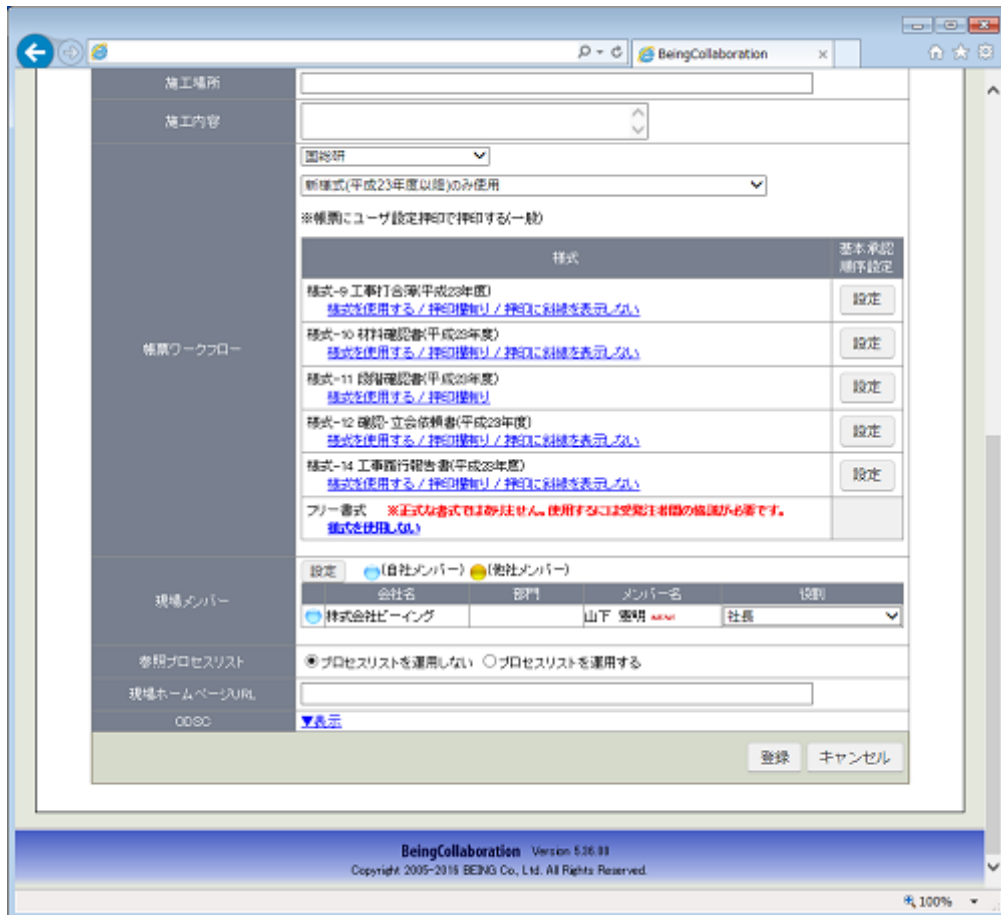 BeingCollaboration
施工場所
施工内容
国総研
新様式(平成23年度以降)のみ使用
※帳票にユーザ設定押印で押印する(一般)
帳票ワークフロー
様式 基本承認順序設定
様式-9 工事打合簿(平成23年度)
様式を使用する / 押印欄有り / 押印に斜線を表示しない
設定
様式-10 材料確認書(平成23年度)
様式を使用する / 押印欄有り / 押印に斜線を表示しない
設定
様式-11 段階確認書(平成23年度)
様式を使用する / 押印欄有り
設定
様式-12 確認・立会依頼書(平成23年度)
様式を使用する / 押印欄有り / 押印に斜線を表示しない
設定
様式-14 工事履行報告書(平成23年度)
様式を使用する / 押印欄有り / 押印に斜線を表示しない
設定
フリー書式 ※正式な書式ではありません。使用するには受発注者間の協議が必要です。
様式を使用しない
現場メンバー
設定 (自社メンバー) (他社メンバー)
会社名 部門 メンバー名 役割
株式会社ビーイング 山下 憲明 NEW! 社長
参照プロセスリスト
プロセスリストを運用しない プロセスリストを運用する
現場ホームページURL
ODSC ▼表示
登録 キャンセル
BeingCollaboration Version
Copyright 2005-2016 BEING Co., Ltd. All Rights Reserved.
100%